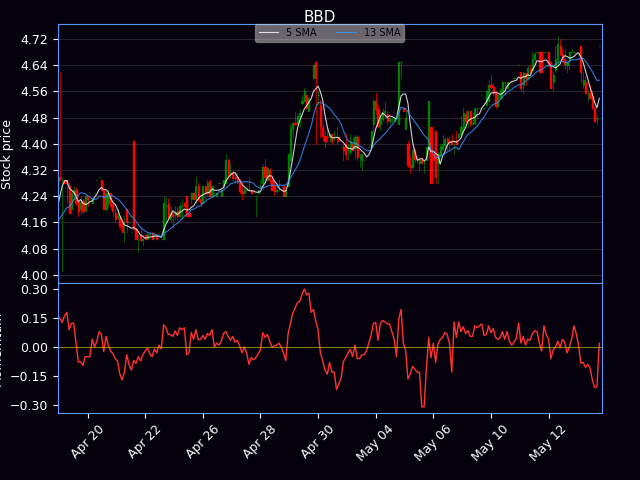 BBD
5 SMA
13 SMA
Stock price
4.72
4.64
4.56
4.48
4.40
4.32
4.24
4.16
4.08
4.00
0.30
0.15
0.00
−0.15
−0.30
Apr 20
Apr 22
Apr 26
Apr 28
Apr 30
May 04
May 06
May 10
May 12